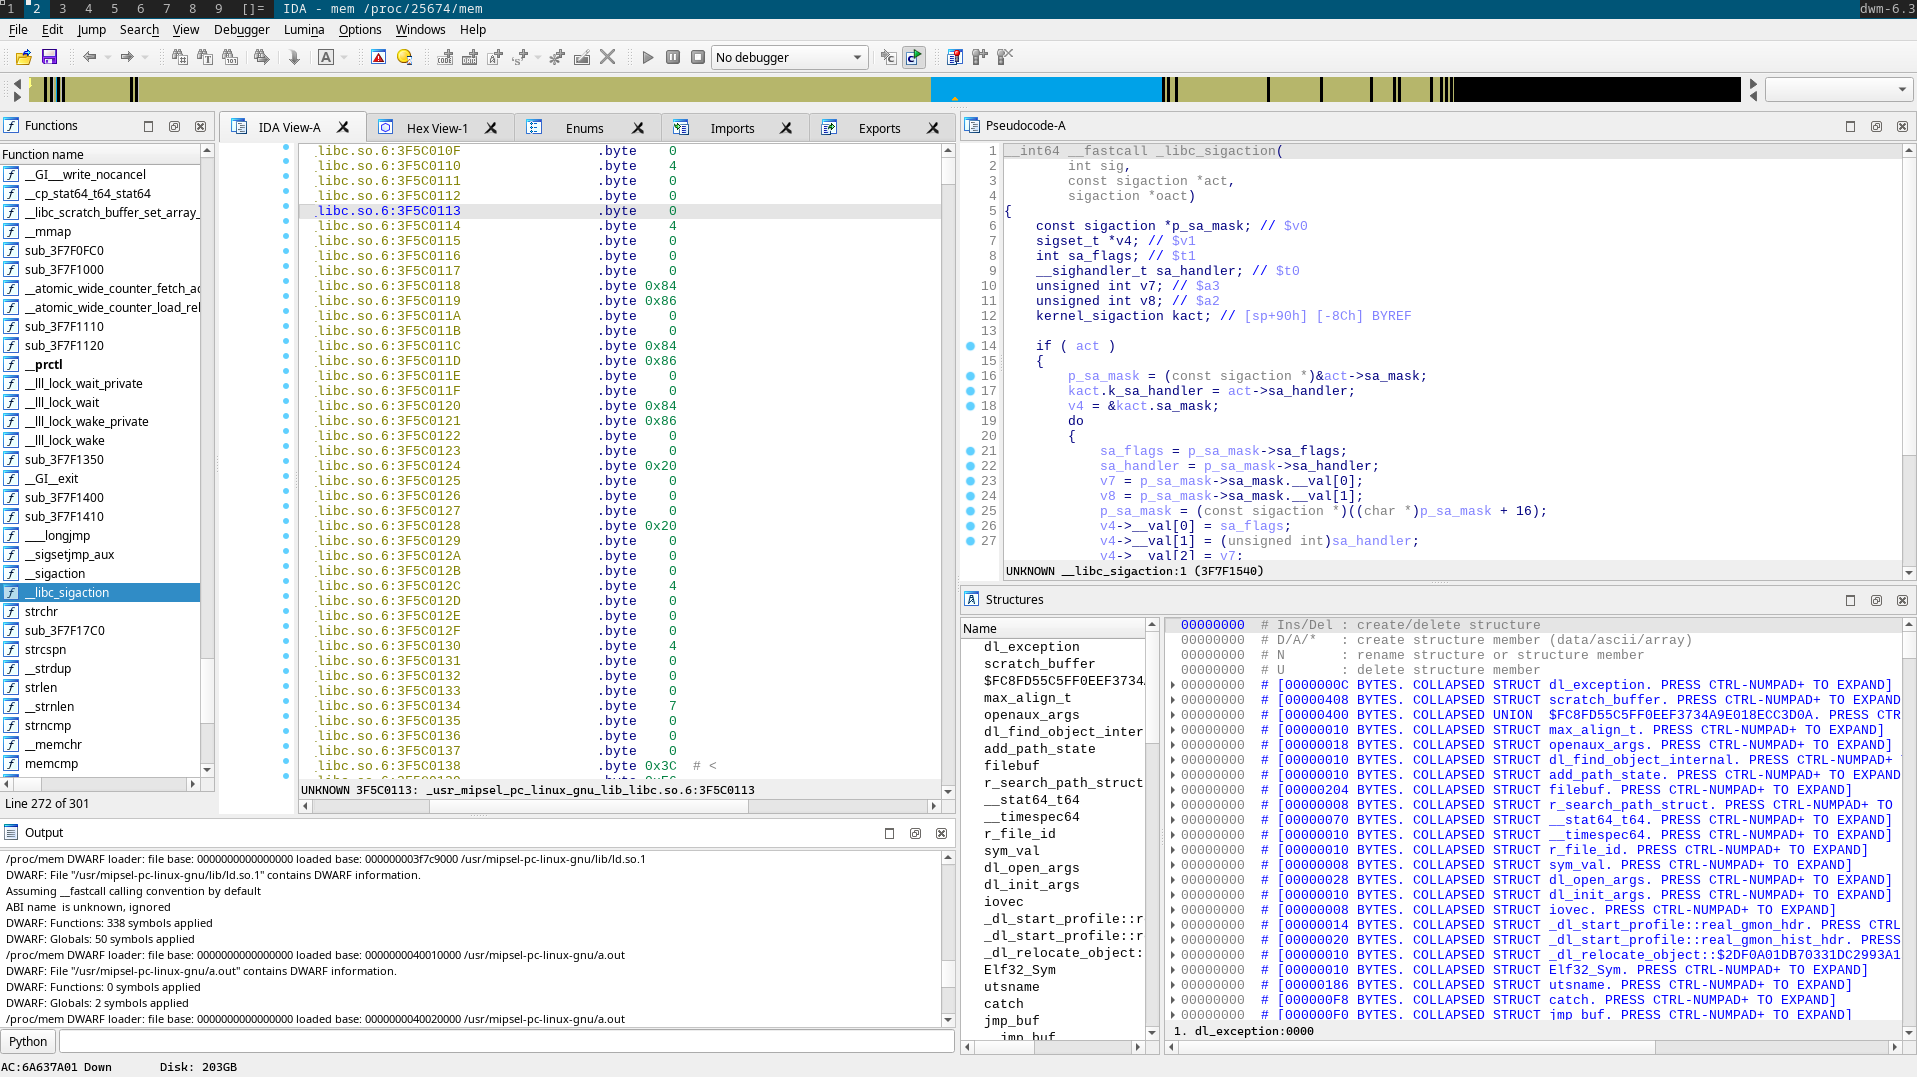 1 2 3 4 5 6 7 8 9 []= IDA - mem /proc/25674/mem dwm-6.3
File Edit Jump Search View Debugger Lumina Options Windows Help
No debugger
Functions
Function name
__GI___write_nocancel
__cp_stat64_t64_stat64
__libc_scratch_buffer_set_array_
__mmap
sub_3F7F0FC0
sub_3F7F1000
__atomic_wide_counter_fetch_ac
__atomic_wide_counter_load_rel
sub_3F7F1110
sub_3F7F1120
__prctl
__lll_lock_wait_private
__lll_lock_wait
__lll_lock_wake_private
__lll_lock_wake
sub_3F7F1350
__GI__exit
sub_3F7F1400
sub_3F7F1410
____longjmp
__sigsetjmp_aux
__sigaction
__libc_sigaction
strchr
sub_3F7F17C0
strcspn
__strdup
strlen
__strnlen
strncmp
__memchr
memcmp
Line 272 of 301
IDA View-A Hex View-1 Enums Imports Exports
libc.so.6:3F5C010F .byte 0
libc.so.6:3F5C0110 .byte 4
libc.so.6:3F5C0111 .byte 0
libc.so.6:3F5C0112 .byte 0
libc.so.6:3F5C0113 .byte 0
libc.so.6:3F5C0114 .byte 4
libc.so.6:3F5C0115 .byte 0
libc.so.6:3F5C0116 .byte 0
libc.so.6:3F5C0117 .byte 0
libc.so.6:3F5C0118 .byte 0x84
libc.so.6:3F5C0119 .byte 0x86
libc.so.6:3F5C011A .byte 0
libc.so.6:3F5C011B .byte 0
libc.so.6:3F5C011C .byte 0x84
libc.so.6:3F5C011D .byte 0x86
libc.so.6:3F5C011E .byte 0
libc.so.6:3F5C011F .byte 0
libc.so.6:3F5C0120 .byte 0x84
libc.so.6:3F5C0121 .byte 0x86
libc.so.6:3F5C0122 .byte 0
libc.so.6:3F5C0123 .byte 0
libc.so.6:3F5C0124 .byte 0x20
libc.so.6:3F5C0125 .byte 0
libc.so.6:3F5C0126 .byte 0
libc.so.6:3F5C0127 .byte 0
libc.so.6:3F5C0128 .byte 0x20
libc.so.6:3F5C0129 .byte 0
libc.so.6:3F5C012A .byte 0
libc.so.6:3F5C012B .byte 0
libc.so.6:3F5C012C .byte 4
libc.so.6:3F5C012D .byte 0
libc.so.6:3F5C012E .byte 0
libc.so.6:3F5C012F .byte 0
libc.so.6:3F5C0130 .byte 4
libc.so.6:3F5C0131 .byte 0
libc.so.6:3F5C0132 .byte 0
libc.so.6:3F5C0133 .byte 0
libc.so.6:3F5C0134 .byte 7
libc.so.6:3F5C0135 .byte 0
libc.so.6:3F5C0136 .byte 0
libc.so.6:3F5C0137 .byte 0
libc.so.6:3F5C0138 .byte 0x3C # <
UNKNOWN 3F5C0113: _usr_mipsel_pc_linux_gnu_lib_libc.so.6:3F5C0113
Pseudocode-A
1 __int64 __fastcall _libc_sigaction(
2 int sig,
3 const sigaction *act,
4 sigaction *oact)
5 {
6 const sigaction *p_sa_mask; // $v0
7 sigset_t *v4; // $v1
8 int sa_flags; // $t1
9 __sighandler_t sa_handler; // $t0
10 unsigned int v7; // $a3
11 unsigned int v8; // $a2
12 kernel_sigaction kact; // [sp+90h] [-8Ch] BYREF
13
14 if ( act )
15 {
16 p_sa_mask = (const sigaction *)&act->sa_mask;
17 kact.k_sa_handler = act->sa_handler;
18 v4 = &kact.sa_mask;
19 do
20 {
21 sa_flags = p_sa_mask->sa_flags;
22 sa_handler = p_sa_mask->sa_handler;
23 v7 = p_sa_mask->sa_mask.__val[0];
24 v8 = p_sa_mask->sa_mask.__val[1];
25 p_sa_mask = (const sigaction *)((char *)p_sa_mask + 16);
26 v4->__val[0] = sa_flags;
27 v4->__val[1] = (unsigned int)sa_handler;
v4->__val[2] = v7;
UNKNOWN __libc_sigaction:1 (3F7F1540)
Structures
Name
dl_exception
scratch_buffer
$FC8FD55C5FF0EEF3734A
max_align_t
openaux_args
dl_find_object_inter
add_path_state
filebuf
r_search_path_struct
__stat64_t64
__timespec64
r_file_id
sym_val
dl_open_args
dl_init_args
iovec
_dl_start_profile::r
_dl_start_profile::r
_dl_relocate_object:
Elf32_Sym
utsname
catch
jmp_buf
__jmp_buf
00000000 # Ins/Del : create/delete structure
00000000 # D/A/* : create structure member (data/ascii/array)
00000000 # N : rename structure or structure member
00000000 # U : delete structure member
00000000 # [0000000C BYTES. COLLAPSED STRUCT dl_exception. PRESS CTRL-NUMPAD+ TO EXPAND]
00000000 # [00000408 BYTES. COLLAPSED STRUCT scratch_buffer. PRESS CTRL-NUMPAD+ TO EXPAND
00000000 # [00000400 BYTES. COLLAPSED UNION $FC8FD55C5FF0EEF3734A9E018ECC3D0A. PRESS CTR
00000000 # [00000010 BYTES. COLLAPSED STRUCT max_align_t. PRESS CTRL-NUMPAD+ TO EXPAND]
00000000 # [00000018 BYTES. COLLAPSED STRUCT openaux_args. PRESS CTRL-NUMPAD+ TO EXPAND]
00000000 # [00000010 BYTES. COLLAPSED STRUCT dl_find_object_internal. PRESS CTRL-NUMPAD+
00000000 # [00000010 BYTES. COLLAPSED STRUCT add_path_state. PRESS CTRL-NUMPAD+ TO EXPAND
00000000 # [00000204 BYTES. COLLAPSED STRUCT filebuf. PRESS CTRL-NUMPAD+ TO EXPAND]
00000000 # [00000008 BYTES. COLLAPSED STRUCT r_search_path_struct. PRESS CTRL-NUMPAD+ TO
00000000 # [00000070 BYTES. COLLAPSED STRUCT __stat64_t64. PRESS CTRL-NUMPAD+ TO EXPAND]
00000000 # [00000010 BYTES. COLLAPSED STRUCT __timespec64. PRESS CTRL-NUMPAD+ TO EXPAND]
00000000 # [00000010 BYTES. COLLAPSED STRUCT r_file_id. PRESS CTRL-NUMPAD+ TO EXPAND]
00000000 # [00000008 BYTES. COLLAPSED STRUCT sym_val. PRESS CTRL-NUMPAD+ TO EXPAND]
00000000 # [00000028 BYTES. COLLAPSED STRUCT dl_open_args. PRESS CTRL-NUMPAD+ TO EXPAND]
00000000 # [00000010 BYTES. COLLAPSED STRUCT dl_init_args. PRESS CTRL-NUMPAD+ TO EXPAND]
00000000 # [00000008 BYTES. COLLAPSED STRUCT iovec. PRESS CTRL-NUMPAD+ TO EXPAND]
00000000 # [00000014 BYTES. COLLAPSED STRUCT _dl_start_profile::real_gmon_hdr. PRESS CTRL
00000000 # [00000020 BYTES. COLLAPSED STRUCT _dl_start_profile::real_gmon_hist_hdr. PRESS
00000000 # [00000010 BYTES. COLLAPSED STRUCT _dl_relocate_object::$2DF0A01DB70331DC2993A1
00000000 # [00000010 BYTES. COLLAPSED STRUCT Elf32_Sym. PRESS CTRL-NUMPAD+ TO EXPAND]
00000000 # [00000186 BYTES. COLLAPSED STRUCT utsname. PRESS CTRL-NUMPAD+ TO EXPAND]
00000000 # [000000F8 BYTES. COLLAPSED STRUCT catch. PRESS CTRL-NUMPAD+ TO EXPAND]
00000000 # [000000F0 BYTES. COLLAPSED STRUCT jmp_buf. PRESS CTRL-NUMPAD+ TO EXPAND]
1. dl_exception:0000
Output
/proc/mem DWARF loader: file base: 0000000000000000 loaded base: 000000003f7c9000 /usr/mipsel-pc-linux-gnu/lib/ld.so.1
DWARF: File "/usr/mipsel-pc-linux-gnu/lib/ld.so.1" contains DWARF information.
Assuming __fastcall calling convention by default
ABI name  is unknown, ignored
DWARF: Functions: 338 symbols applied
DWARF: Globals: 50 symbols applied
/proc/mem DWARF loader: file base: 0000000000000000 loaded base: 0000000040010000 /usr/mipsel-pc-linux-gnu/a.out
DWARF: File "/usr/mipsel-pc-linux-gnu/a.out" contains DWARF information.
DWARF: Functions: 0 symbols applied
DWARF: Globals: 2 symbols applied
/proc/mem DWARF loader: file base: 0000000000000000 loaded base: 0000000040020000 /usr/mipsel-pc-linux-gnu/a.out
Python
AC:6A637A01 Down Disk: 203GB